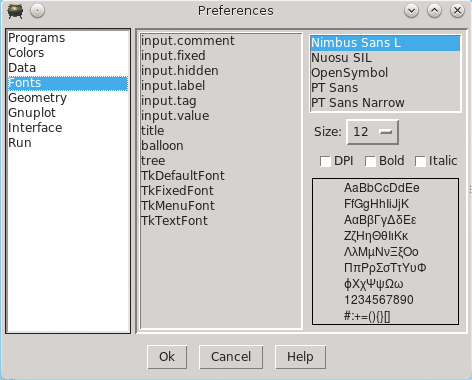 Preferences
Programs
Colors
Data
Fonts
Geometry
Gnuplot
Interface
Run
input.comment
input.fixed
input.hidden
input.label
input.tag
input.value
title
balloon
tree
TkDefaultFont
TkFixedFont
TkMenuFont
TkTextFont
Nimbus Sans L
Nuosu SIL
OpenSymbol
PT Sans
PT Sans Narrow
Size: 12
DPI Bold Italic
AaBbCcDdEe
FfGgHhIiJjK
ΑαΒβΓγΔδΕε
ΖζΗηΘθΙιΚκ
ΛλΜμΝνΞξΟο
ΠπΡρΣσΤτΥυΦ
ϕΧχΨψΩω
1234567890
#:+=(){}[]
Ok Cancel Help